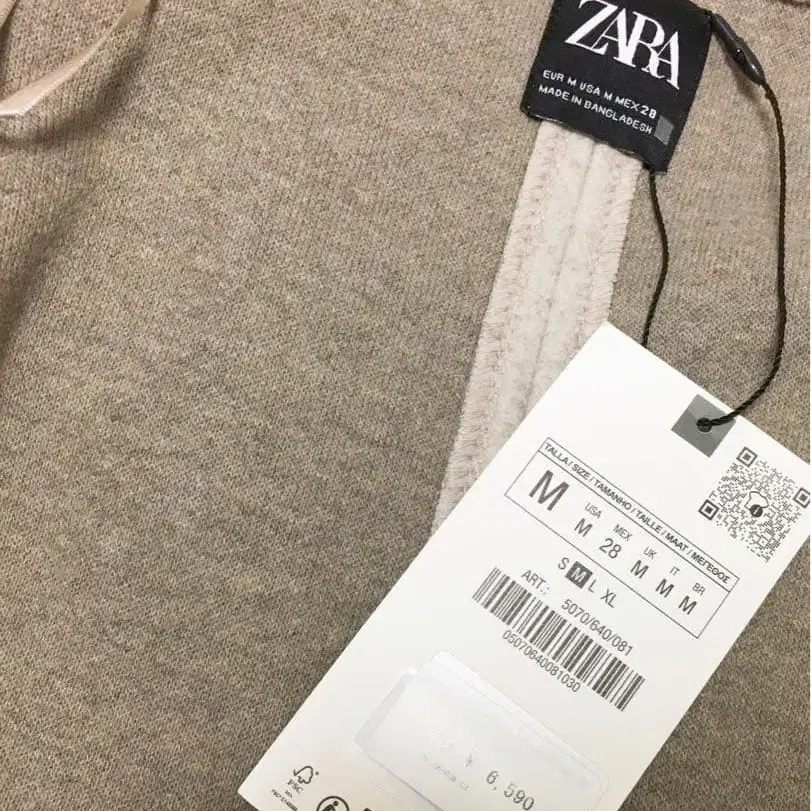 ZARA
EUR M USA M MEX 28
MADE IN BANGLADESH
TALLA / SIZE / TAMANHO / TAILLE / MAAT / ΜΕΓΕΘΟΣ
USA MEX UK IT BR
M M 28 M M M
S M L XL
ART.: 5070/640/081
05070640081030
¥ 6,590
FSC